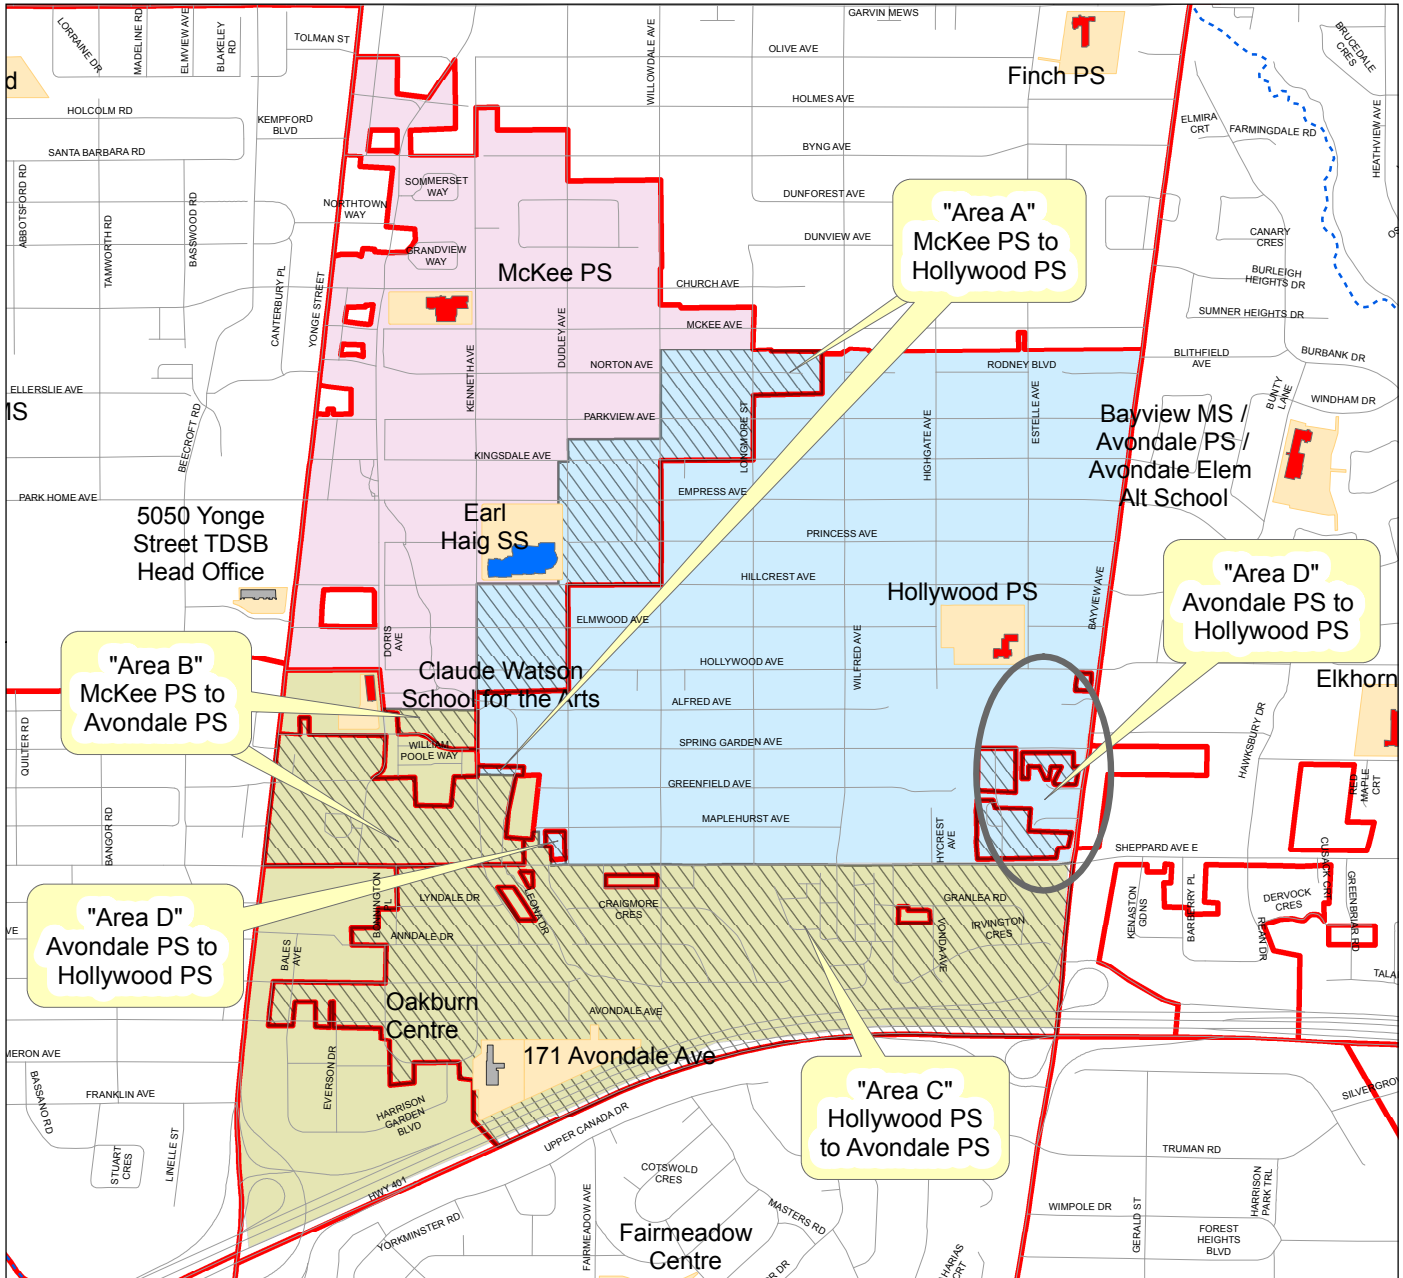 GARVIN MEWS
LORRAINE DR
MADELINE RD
ELMVIEW AVE
BLAKELEY
RD
TOLMAN ST
WILLOWDALE AVE
OLIVE AVE
Finch PS
BRUCEDALE
CRES
d
HOLCOLM RD
KEMPFORD
BLVD
HOLMES AVE
ELMIRA
CRT
FARMINGDALE RD
HEATHVIEW AVE
SANTA BARBARA RD
BYNG AVE
ABBOTSFORD RD
TAMWORTH RD
BASSWOOD RD
SOMMERSET
WAY
NORTHTOWN
WAY
DUNFOREST AVE
"Area A"
McKee PS to
Hollywood PS
DUNVIEW AVE
CANARY
CRES
GRANDVIEW
WAY
McKee PS
CANTERBURY PL
YONGE STREET
CHURCH AVE
BURLEIGH
HEIGHTS DR
MCKEE AVE
SUMNER HEIGHTS DR
KENNETH AVE
DUDLEY AVE
NORTON AVE
RODNEY BLVD
BLITHFIELD
AVE
BURBANK DR
ELLERSLIE AVE
MS
BEECROFT RD
PARKVIEW AVE
LONGMORE ST
HIGHGATE AVE
ESTELLE AVE
BUNTY
LANE
WINDHAM DR
Bayview MS /
Avondale PS /
Avondale Elem
Alt School
KINGSDALE AVE
PARK HOME AVE
EMPRESS AVE
5050 Yonge
Street TDSB
Head Office
Earl
Haig SS
PRINCESS AVE
HILLCREST AVE
Hollywood PS
BAYVIEW AVE
"Area D"
Avondale PS to
Hollywood PS
ELMWOOD AVE
DORIS
AVE
"Area B"
McKee PS to
Avondale PS
Claude Watson
School for the Arts
HOLLYWOOD AVE
WILFRED AVE
Elkhorn
ALFRED AVE
QUILTER RD
WILLIAM
POOLE WAY
SPRING GARDEN AVE
HAWKSBURY DR
GREENFIELD AVE
RED
MAPLE
CRT
BANGOR RD
MAPLEHURST AVE
HYCREST
AVE
SHEPPARD AVE E
"Area D"
Avondale PS to
Hollywood PS
BONNINGTON
PL
LYNDALE DR
LEONA DR
CRAIGMORE
CRES
GRANLEA RD
KENASTON
GDNS
BARBERRY PL
DERVOCK
CRES
CUSACK CRT
GREENBRIAR RD
VE
BALES
AVE
ANNDALE DR
VONDA AVE
IRVINGTON
CRES
REAN DR
TALA
Oakburn
Centre
AVONDALE AVE
MERON AVE
171 Avondale Ave
BASSANO RD
FRANKLIN AVE
EVERSON DR
HARRISON
GARDEN
BLVD
"Area C"
Hollywood PS
to Avondale PS
SILVERGRO
UPPER CANADA DR
STUART
CRES
LINELLE ST
TRUMAN RD
HWY 401
COTSWOLD
CRES
HARRISON
PARK TRL
YORKMINSTER RD
FAIRMEADOW AVE
MASTERS RD
WIMPOLE DR
GERALD ST
Fairmeadow
Centre
FOREST
HEIGHTS
BLVD
HARIAS
CRT